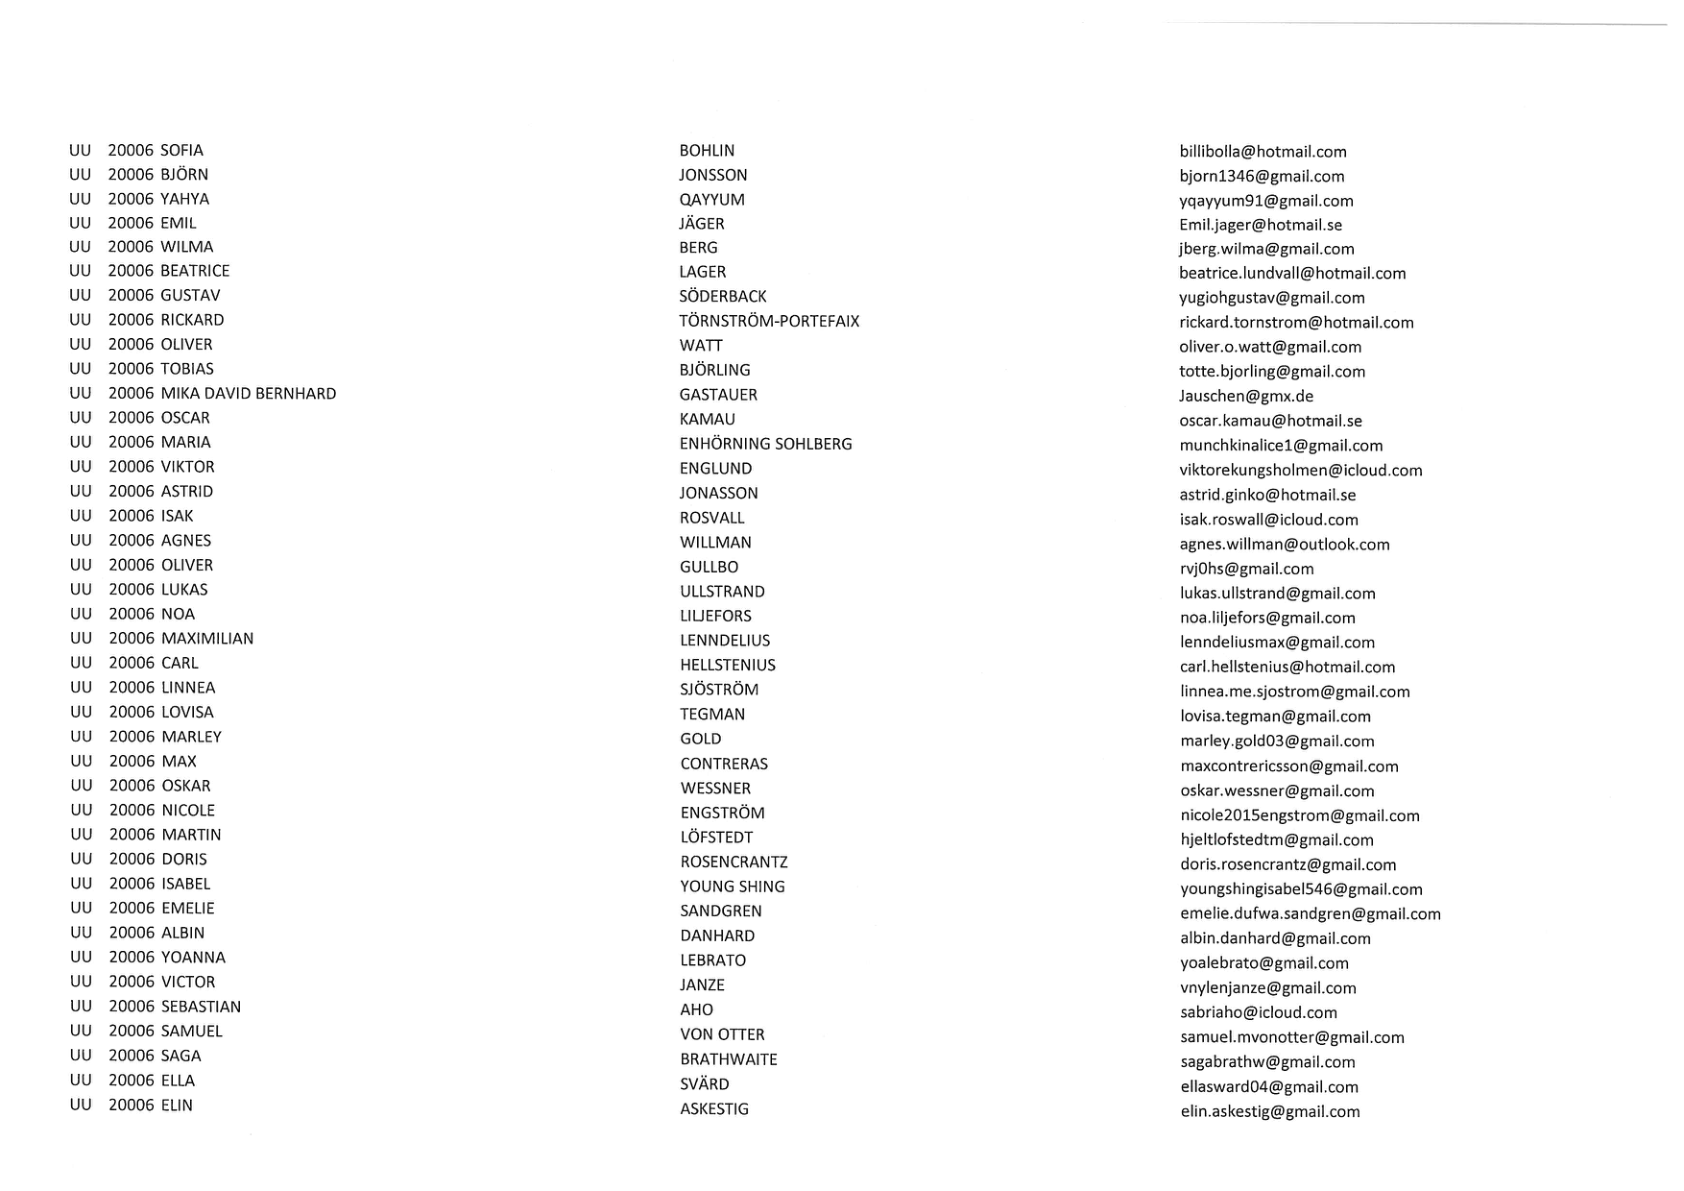 UU 20006 SOFIA BOHLIN billibolla@hotmail.com
UU 20006 BJÖRN JONSSON bjorn1346@gmail.com
UU 20006 YAHYA QAYYUM yqayyum91@gmail.com
UU 20006 EMIL JÄGER Emil.jager@hotmail.se
UU 20006 WILMA BERG jberg.wilma@gmail.com
UU 20006 BEATRICE LAGER beatrice.lundvall@hotmail.com
UU 20006 GUSTAV SÖDERBACK yugiohgustav@gmail.com
UU 20006 RICKARD TÖRNSTRÖM-PORTEFAIX rickard.tornstrom@hotmail.com
UU 20006 OLIVER WATT oliver.o.watt@gmail.com
UU 20006 TOBIAS BJÖRLING totte.bjorling@gmail.com
UU 20006 MIKA DAVID BERNHARD GASTAUER Jauschen@gmx.de
UU 20006 OSCAR KAMAU oscar.kamau@hotmail.se
UU 20006 MARIA ENHÖRNING SOHLBERG munchkinalice1@gmail.com
UU 20006 VIKTOR ENGLUND viktorekungsholmen@icloud.com
UU 20006 ASTRID JONASSON astrid.ginko@hotmail.se
UU 20006 ISAK ROSVALL isak.roswall@icloud.com
UU 20006 AGNES WILLMAN agnes.willman@outlook.com
UU 20006 OLIVER GULLBO rvj0hs@gmail.com
UU 20006 LUKAS ULLSTRAND lukas.ullstrand@gmail.com
UU 20006 NOA LILJEFORS noa.liljefors@gmail.com
UU 20006 MAXIMILIAN LENNDELIUS lenndeliusmax@gmail.com
UU 20006 CARL HELLSTENIUS carl.hellstenius@hotmail.com
UU 20006 LINNEA SJÖSTRÖM linnea.me.sjostrom@gmail.com
UU 20006 LOVISA TEGMAN lovisa.tegman@gmail.com
UU 20006 MARLEY GOLD marley.gold03@gmail.com
UU 20006 MAX CONTRERAS maxcontrericsson@gmail.com
UU 20006 OSKAR WESSNER oskar.wessner@gmail.com
UU 20006 NICOLE ENGSTRÖM nicole2015engstrom@gmail.com
UU 20006 MARTIN LÖFSTEDT hjeltlofstedtm@gmail.com
UU 20006 DORIS ROSENCRANTZ doris.rosencrantz@gmail.com
UU 20006 ISABEL YOUNG SHING youngshingisabel546@gmail.com
UU 20006 EMELIE SANDGREN emelie.dufwa.sandgren@gmail.com
UU 20006 ALBIN DANHARD albin.danhard@gmail.com
UU 20006 YOANNA LEBRATO yoalebrato@gmail.com
UU 20006 VICTOR JANZE vnylenjanze@gmail.com
UU 20006 SEBASTIAN AHO sabriaho@icloud.com
UU 20006 SAMUEL VON OTTER samuel.mvonotter@gmail.com
UU 20006 SAGA BRATHWAITE sagabrathw@gmail.com
UU 20006 ELLA SVÄRD ellasward04@gmail.com
UU 20006 ELIN ASKESTIG elin.askestig@gmail.com